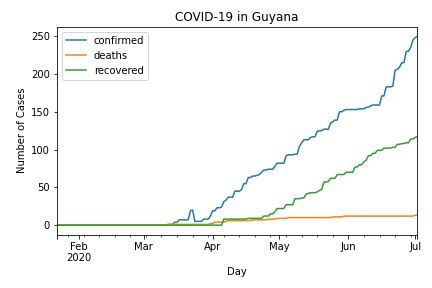 COVID-19 in Guyana
confirmed
deaths
recovered
Number of Cases
250
200
150
100
50
0
Feb
2020
Mar
Apr
May
Jun
Jul
Day